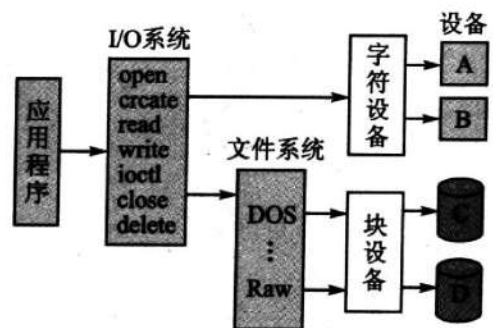 设备
I/O系统
open
crcate
read
write
ioctl
close
delete
应用程序
字符设备
A
B
文件系统
DOS
⋮
Raw
块设备
C
D